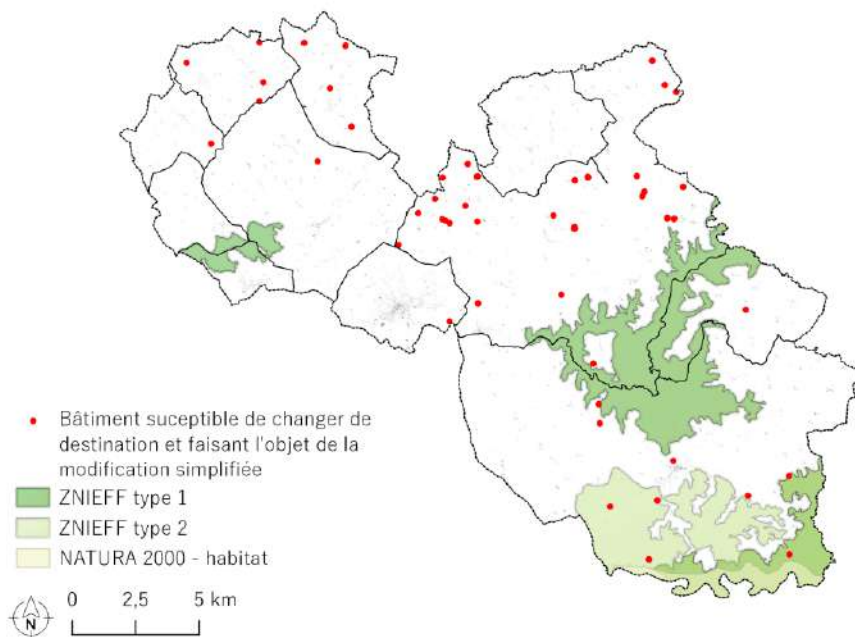 Bâtiment suceptible de changer de
destination et faisant l'objet de la
modification simplifiée
ZNIEFF type 1
ZNIEFF type 2
NATURA 2000 - habitat
N
0 2,5 5 km